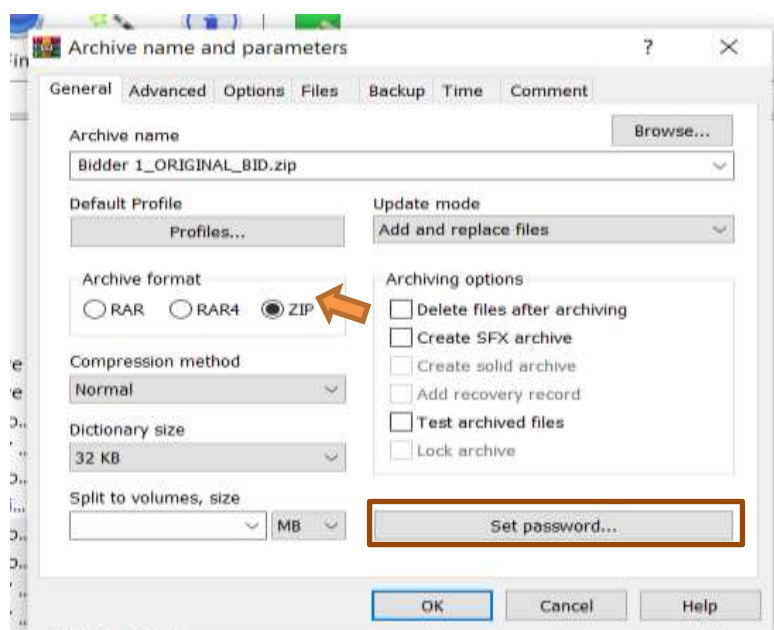 Archive name and parameters
General Advanced Options Files Backup Time Comment
Archive name
Browse...
Bidder 1_ORIGINAL_BID.zip
Default Profile
Profiles...
Update mode
Add and replace files
Archive format
RAR RAR4 ZIP
Compression method
Normal
Dictionary size
32 KB
Split to volumes, size
MB
Archiving options
Delete files after archiving
Create SFX archive
Create solid archive
Add recovery record
Test archived files
Lock archive
Set password...
OK Cancel Help